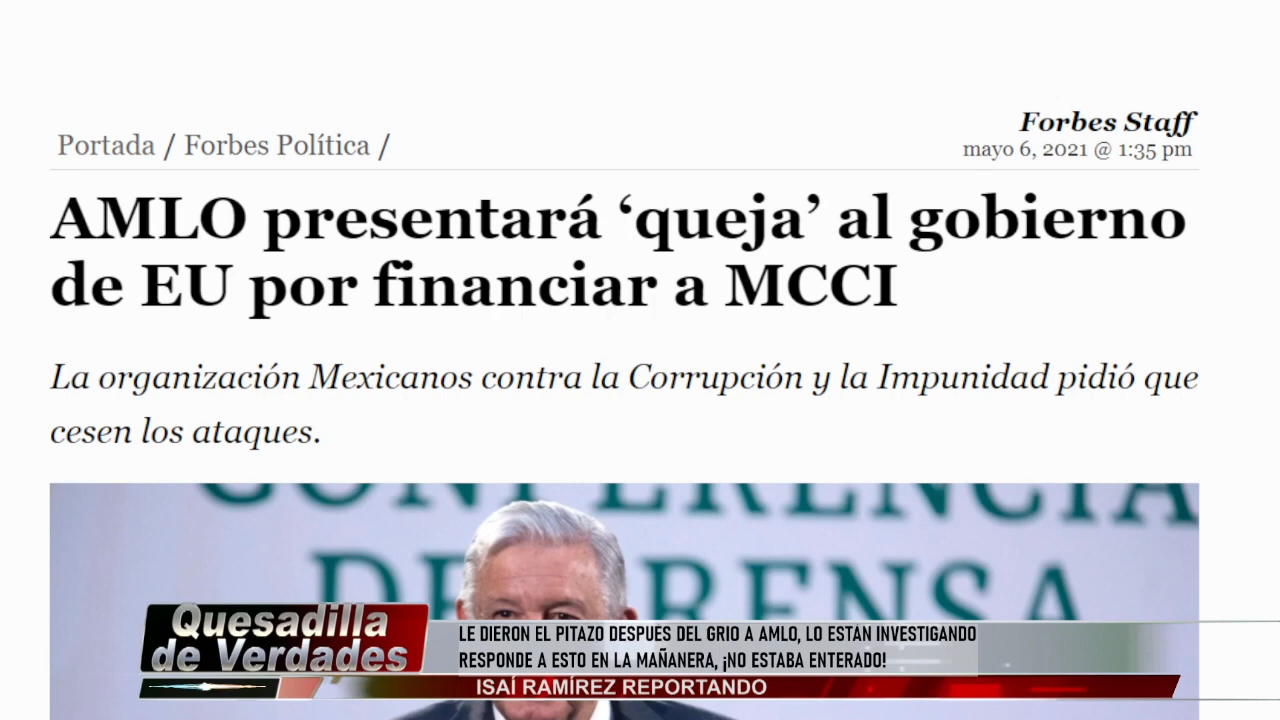 Forbes Staff
Portada / Forbes Política /
mayo 6, 2021 @ 1:35 pm
AMLO presentará ‘queja’ al gobierno
de EU por financiar a MCCI
La organización Mexicanos contra la Corrupción y la Impunidad pidió que
cesen los ataques.
CONFERENCIA
DE PRENSA
Quesadilla
de Verdades
LE DIERON EL PITAZO DESPUES DEL GRIO A AMLO, LO ESTAN INVESTIGANDO
RESPONDE A ESTO EN LA MAÑANERA, ¡NO ESTABA ENTERADO!
ISAÍ RAMÍREZ REPORTANDO